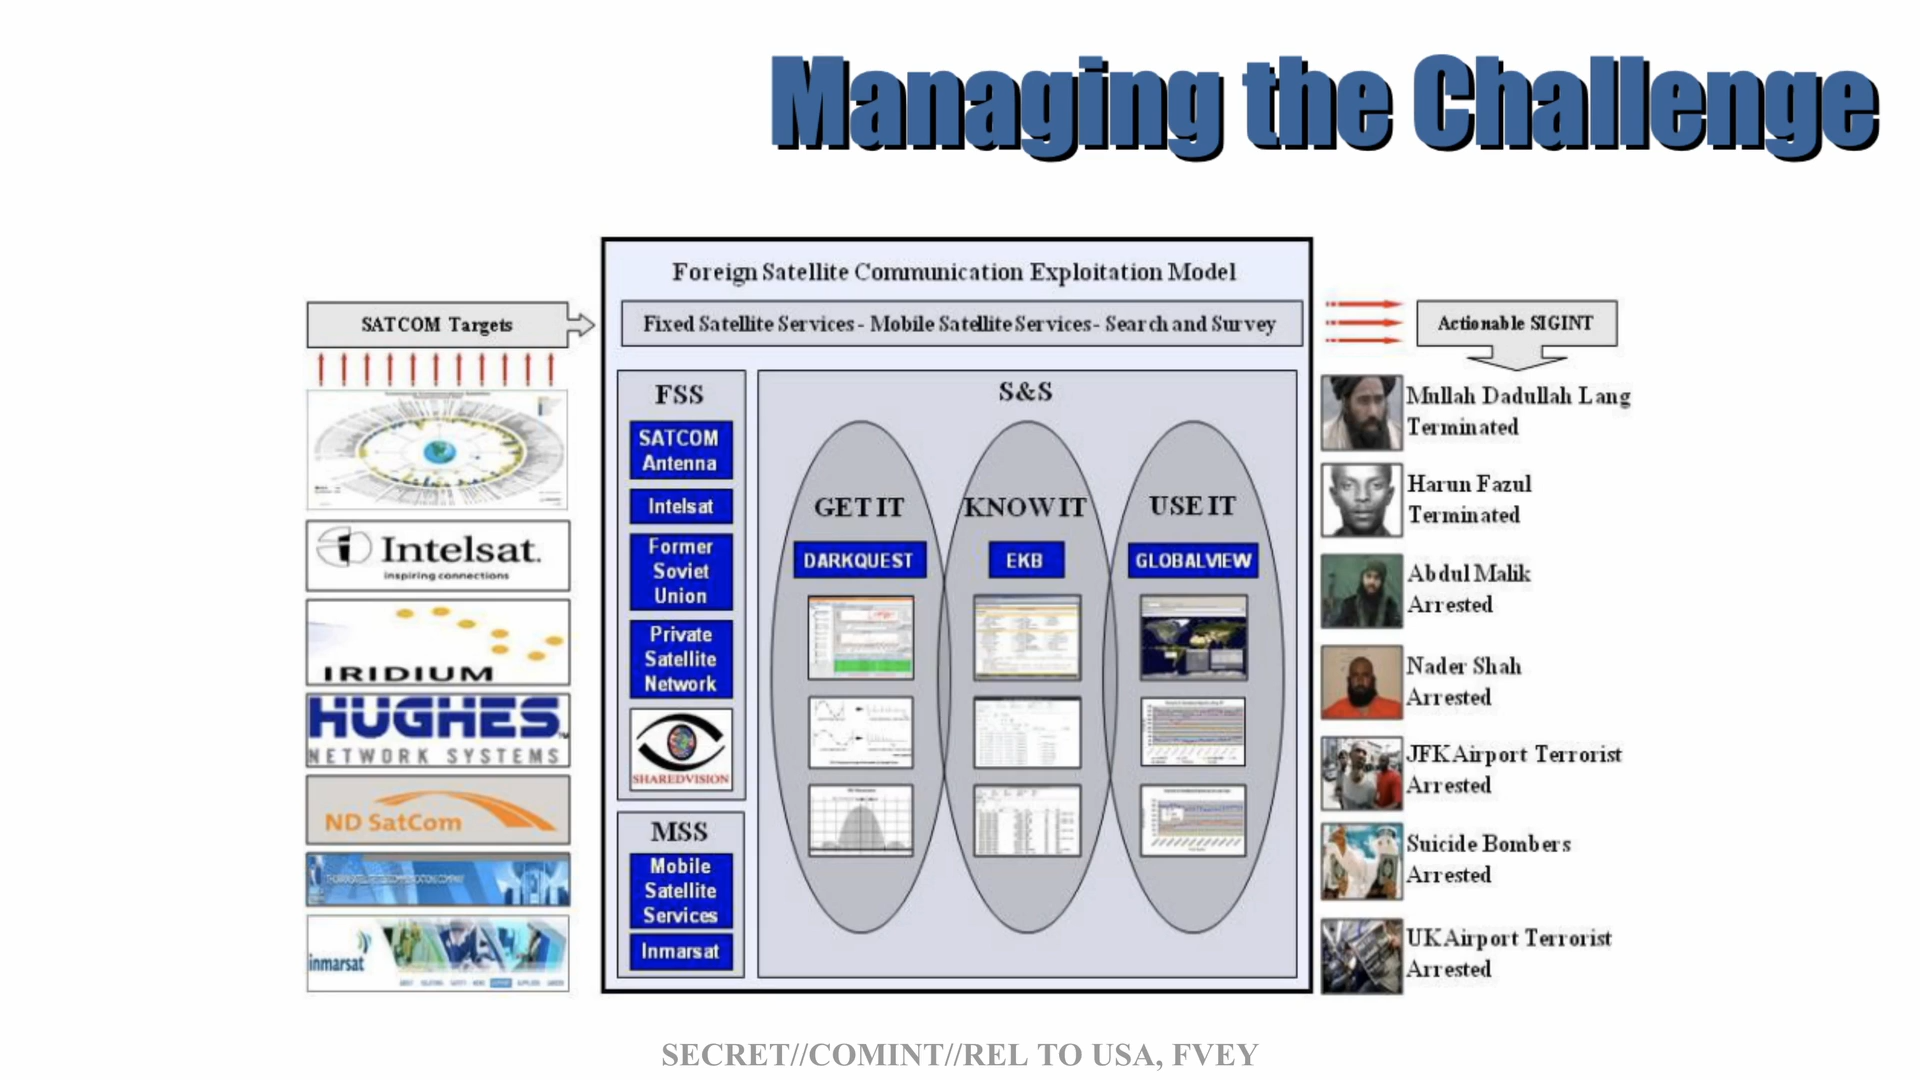 Managing the Challenge
Foreign Satellite Communication Exploitation Model
Fixed Satellite Services - Mobile Satellite Services - Search and Survey
SATCOM Targets
Intelsat.
inspiring connections
IRIDIUM
HUGHES
NETWORK SYSTEMS
ND SatCom
inmarsat
FSS
SATCOM
Antenna
Intelsat
Former
Soviet
Union
Private
Satellite
Network
SHAREDVISION
MSS
Mobile
Satellite
Services
Inmarsat
S&S
GET IT
DARKQUEST
KNOW IT
EKB
USE IT
GLOBALVIEW
Actionable SIGINT
Mullah Dadullah Lang
Terminated
Harun Fazul
Terminated
Abdul Malik
Arrested
Nader Shah
Arrested
JFK Airport Terrorist
Arrested
Suicide Bombers
Arrested
UK Airport Terrorist
Arrested
SECRET//COMINT//REL TO USA, FVEY